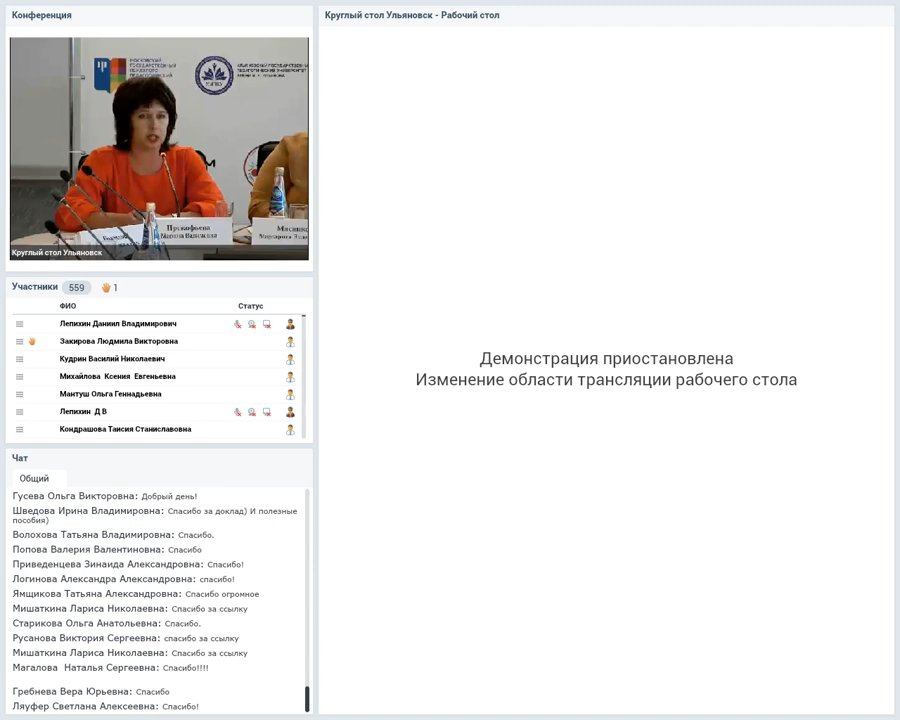 Конференция
МОСКОВСКИЙ
ГОСУДАРСТВЕННЫЙ
ПСИХОЛОГО-
ПЕДАГОГИЧЕСКИЙ
Прокофьева
Круглый стол Ульяновск
Участники 559 1
ФИО Статус
Лепихин Даниил Владимирович
Закирова Людмила Викторовна
Кудрин Василий Николаевич
Михайлова Ксения Евгеньевна
Мантуш Ольга Геннадьевна
Лепихин Д В
Кондрашова Таисия Станиславовна
Чат
Общий
Гусева Ольга Викторовна: Добрый день!
Шведова Ирина Владимировна: Спасибо за доклад) И полезные
пособия)
Волохова Татьяна Владимировна: Спасибо.
Попова Валерия Валентиновна: Спасибо
Приведенцева Зинаида Александровна: Спасибо!
Логинова Александра Александровна: спасибо!
Ямщикова Татьяна Александровна: Спасибо огромное
Мишаткина Лариса Николаевна: Спасибо за ссылку
Старикова Ольга Анатольевна: Спасибо.
Русанова Виктория Сергеевна: спасибо за ссылку
Мишаткина Лариса Николаевна: Спасибо за ссылку
Магалова Наталья Сергеевна: Спасибо!!!!
Гребнева Вера Юрьевна: Спасибо
Ляуфер Светлана Алексеевна: Спасибо!
Круглый стол Ульяновск - Рабочий стол
Демонстрация приостановлена
Изменение области трансляции рабочего стола